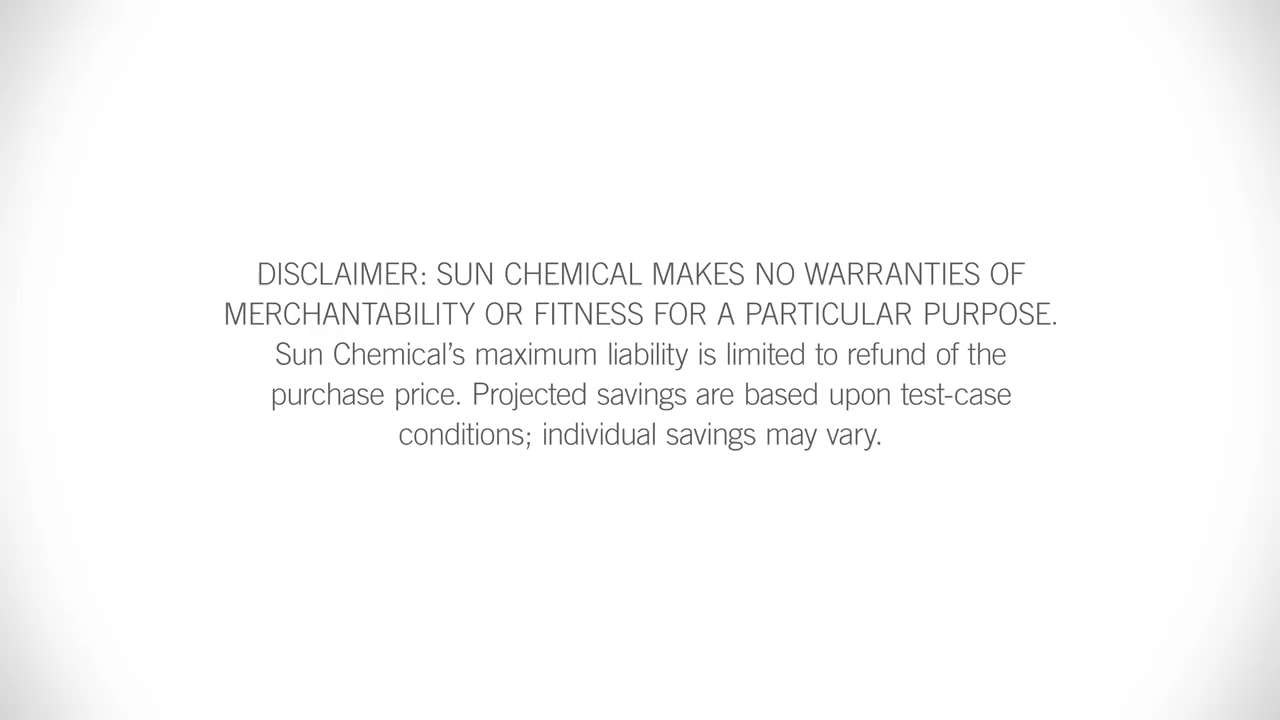 DISCLAIMER: SUN CHEMICAL MAKES NO WARRANTIES OF
MERCHANTABILITY OR FITNESS FOR A PARTICULAR PURPOSE.
Sun Chemical’s maximum liability is limited to refund of the
purchase price. Projected savings are based upon test-case
conditions; individual savings may vary.